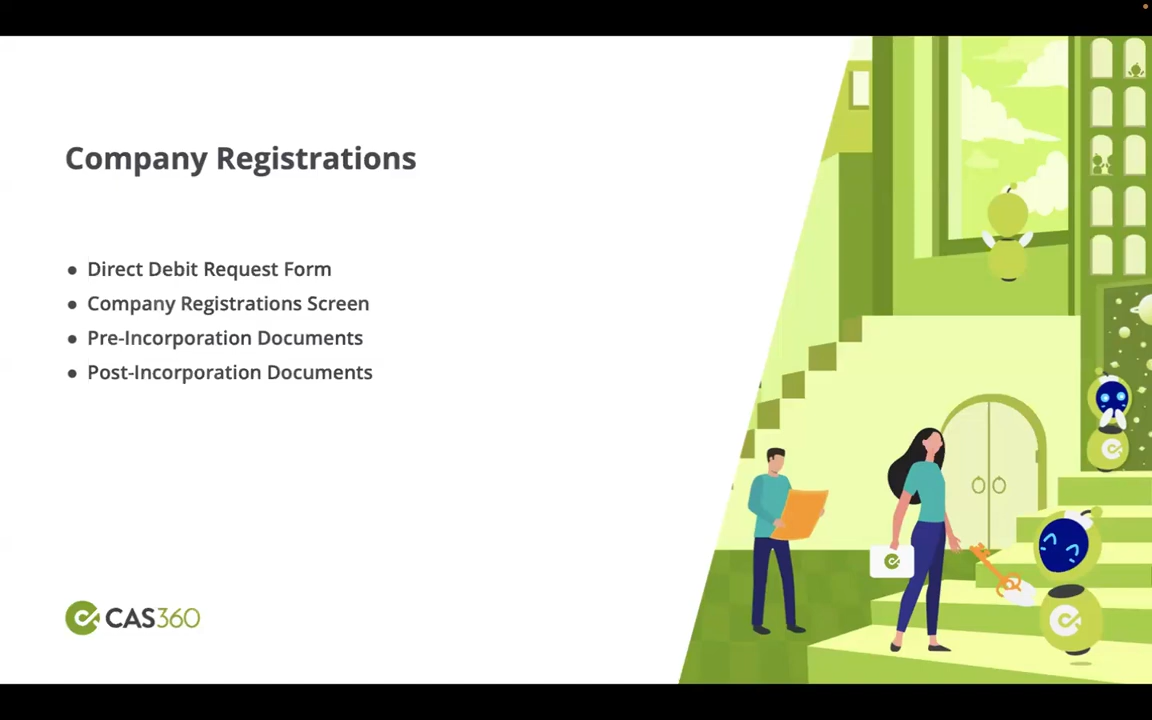 Company Registrations
● Direct Debit Request Form
● Company Registrations Screen
● Pre-Incorporation Documents
● Post-Incorporation Documents
CAS360